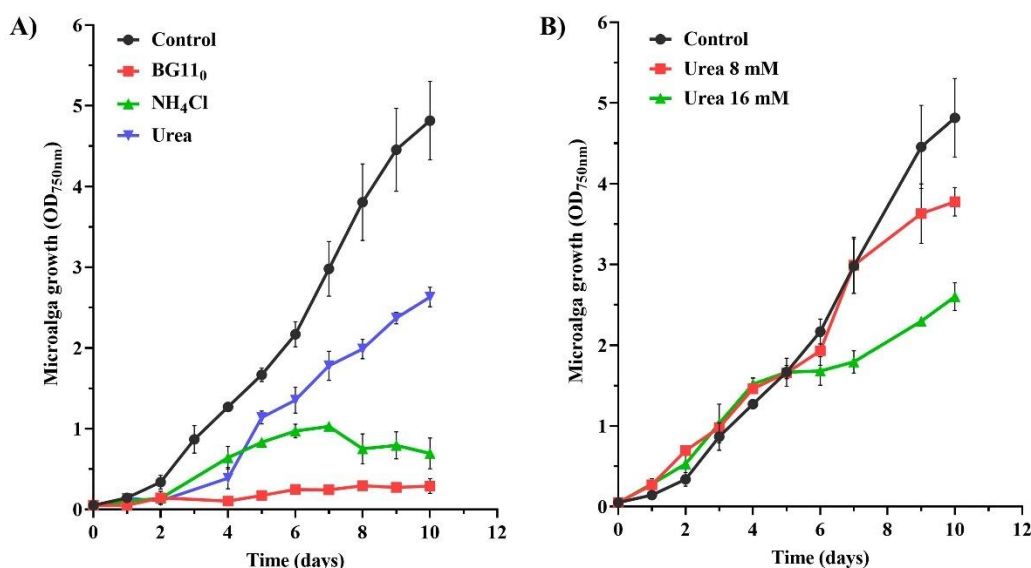 A)
Control
BG11₀
NH₄Cl
Urea
Microalga growth (OD₇₅₀ₙₘ)
6
5
4
3
2
1
0
0 2 4 6 8 10 12
Time (days)
B)
Control
Urea 8 mM
Urea 16 mM
Microalga growth (OD₇₅₀ₙₘ)
6
5
4
3
2
1
0
0 2 4 6 8 10 12
Time (days)